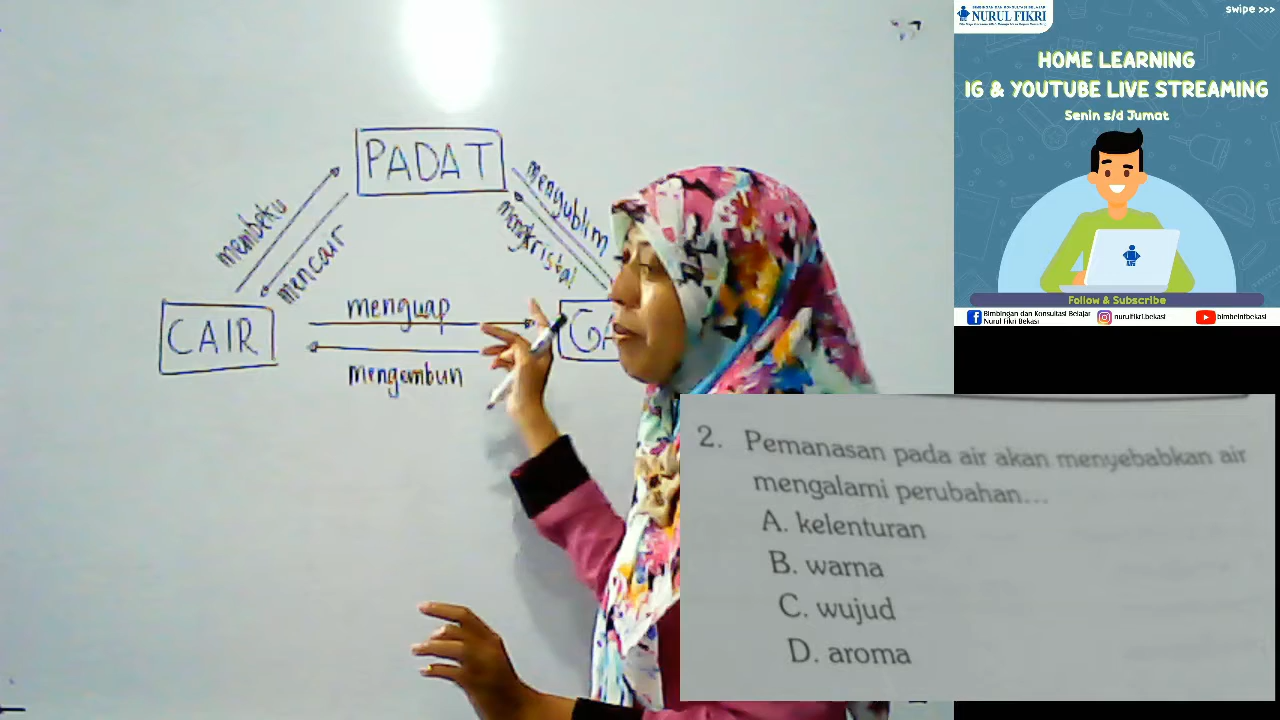 PADAT
membeku
mencair
mengublim
mengkristal
CAIR
menguap
mengembun
swipe >>>
NURUL FIKRI
HOME LEARNING
IG & YOUTUBE LIVE STREAMING
Senin s/d Jumat
Follow & Subscribe
Bimbingan dan Konsultasi Belajar
Nurul Fikri Bekasi
nurulfikri.bekasi
2. Pemanasan pada air akan menyebabkan air
mengalami perubahan...
A. kelenturan
B. warna
C. wujud
D. aroma